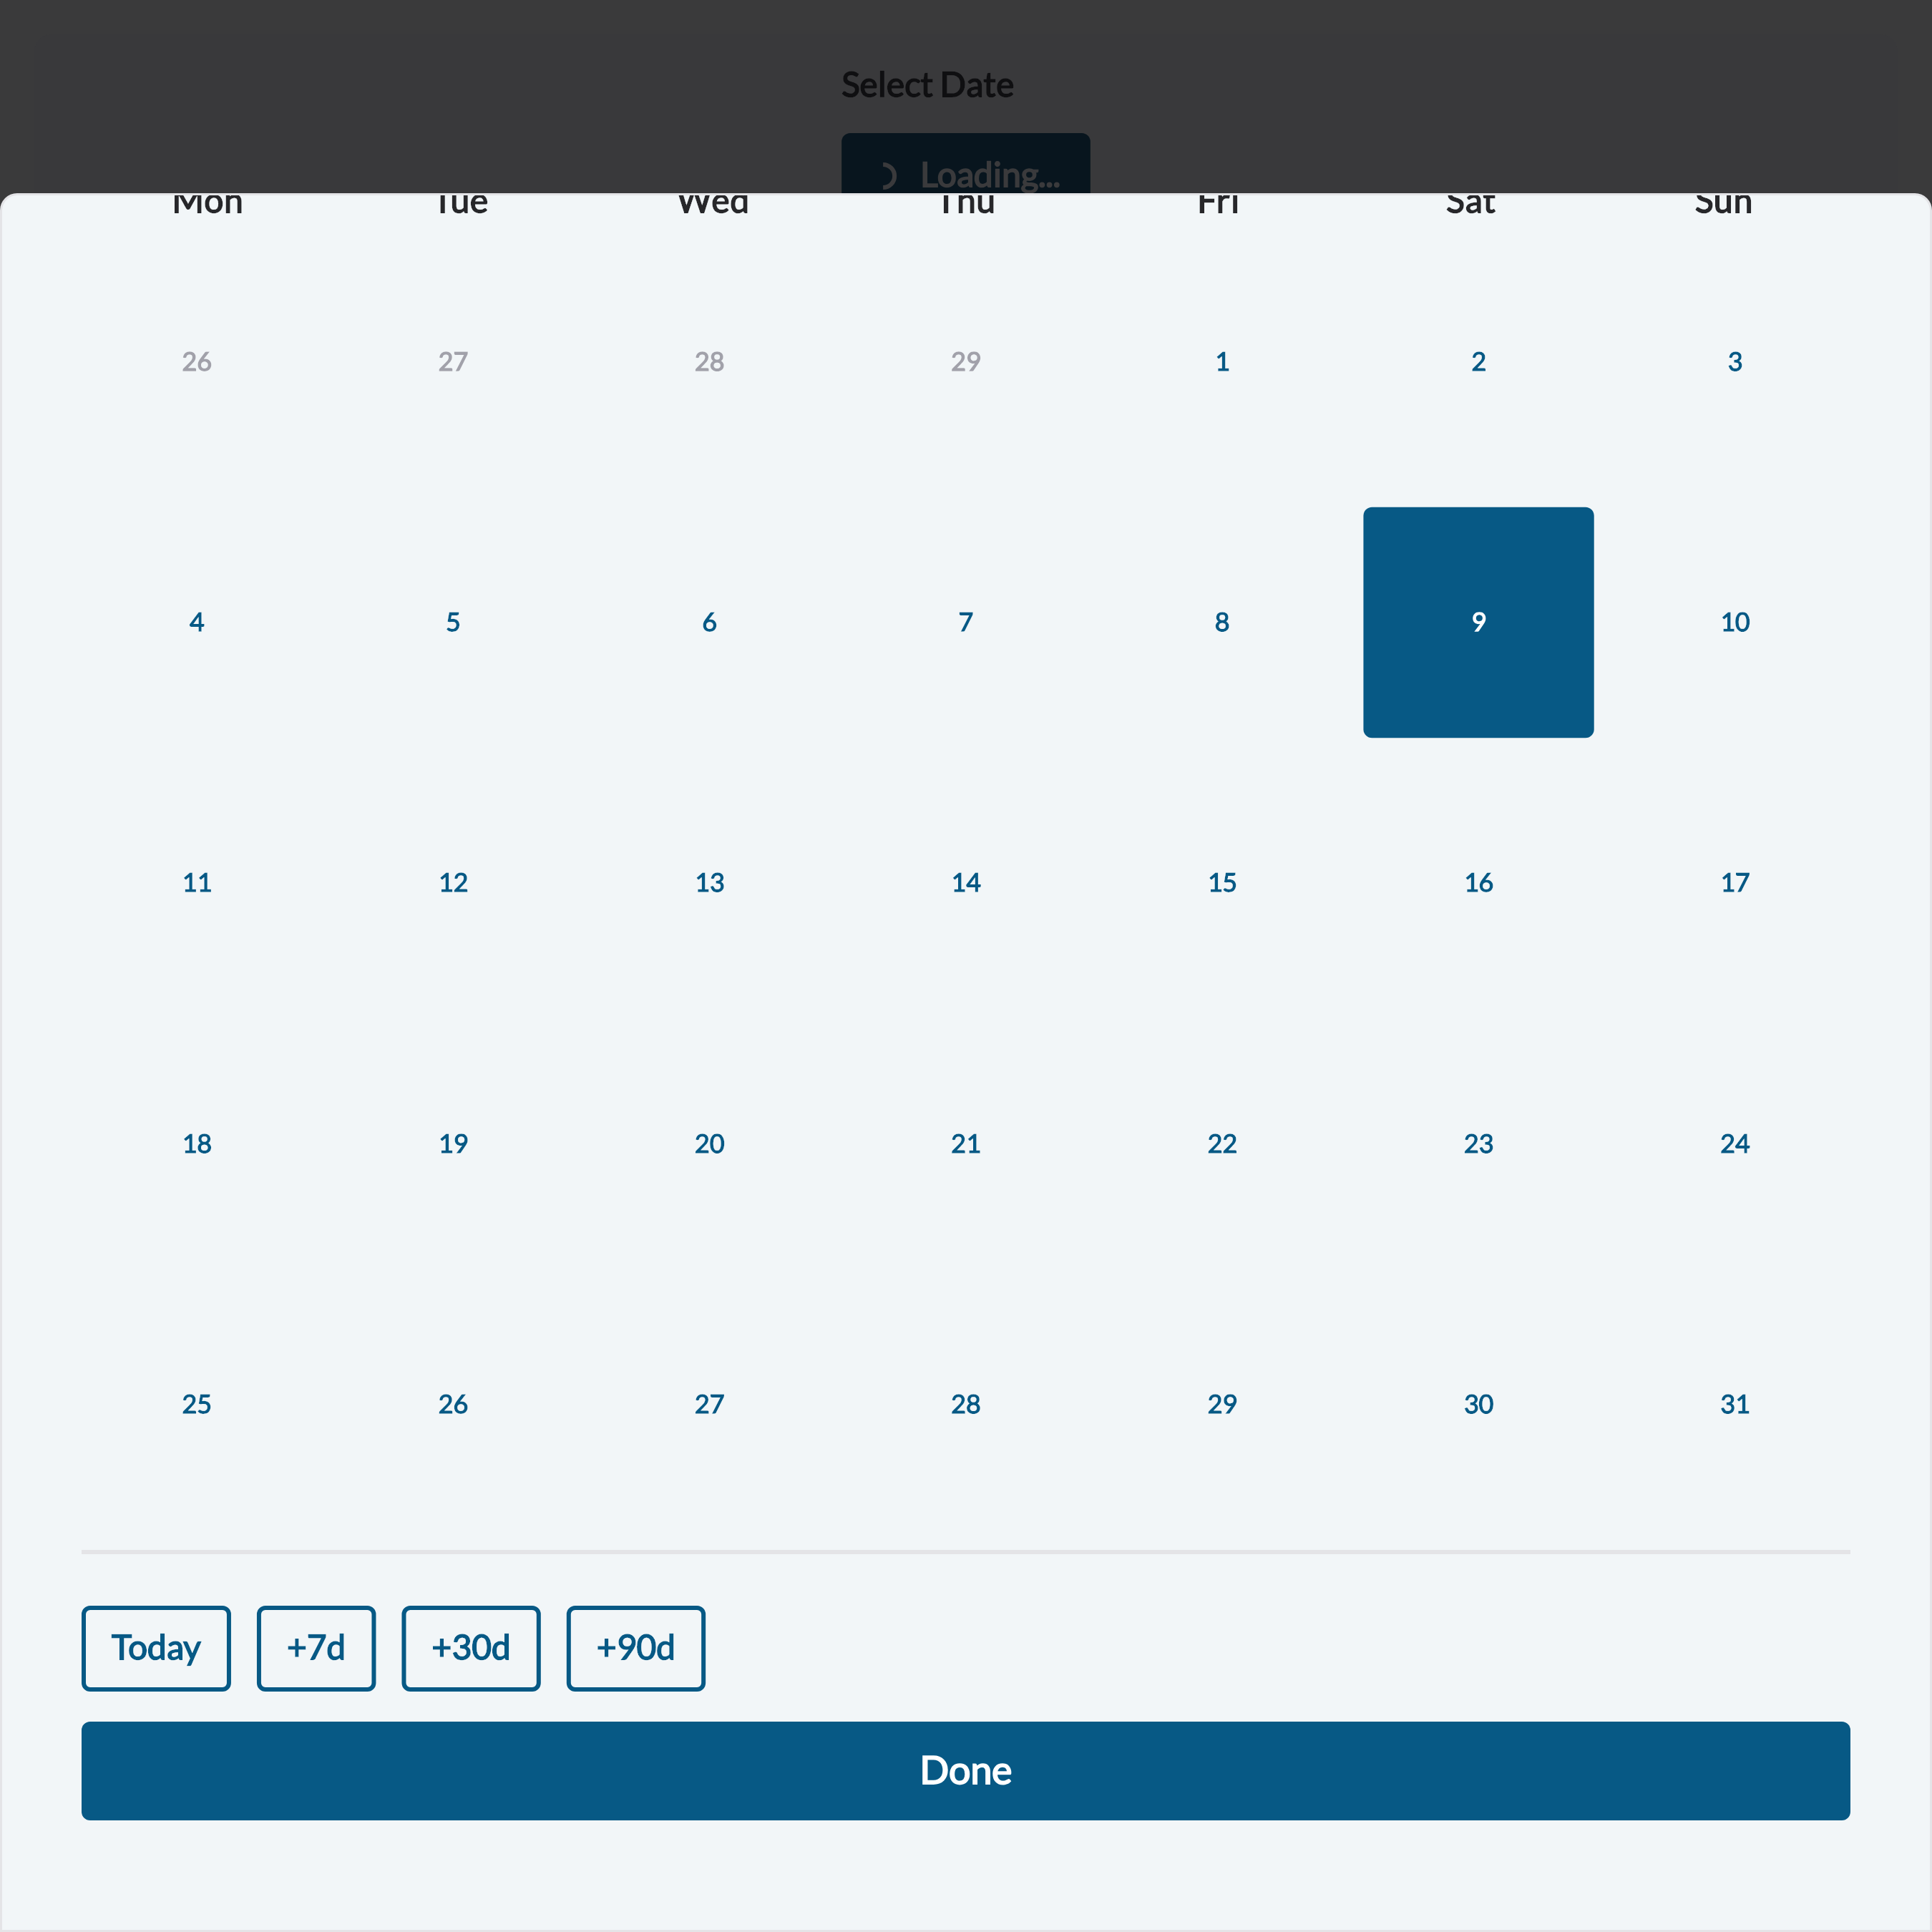 Select Date
Loading...
Mon Tue Wed Thu Fri Sat Sun
26 27 28 29 1 2 3
4 5 6 7 8 9 10
11 12 13 14 15 16 17
18 19 20 21 22 23 24
25 26 27 28 29 30 31
Today +7d +30d +90d
Done